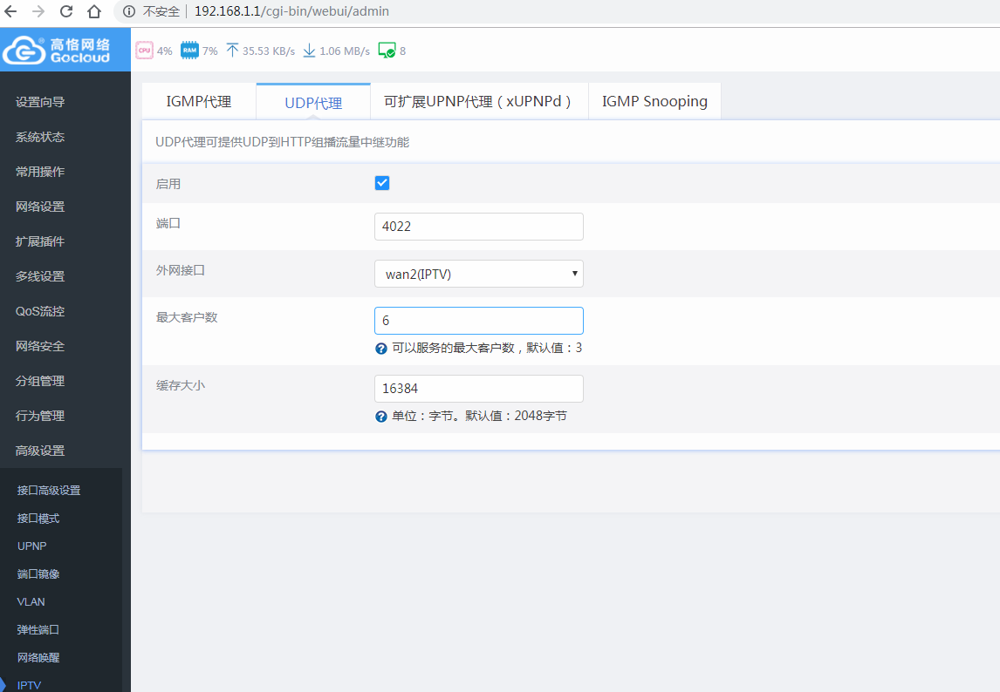 不安全 192.168.1.1/cgi-bin/webui/admin
高恪网络® Gocloud
CPU 4% RAM 7% 35.53 KB/s 1.06 MB/s 8
设置向导
系统状态
常用操作
网络设置
扩展插件
多线设置
QoS流控
网络安全
分组管理
行为管理
高级设置
接口高级设置
接口模式
UPNP
端口镜像
VLAN
弹性端口
网络唤醒
IPTV
IGMP代理 UDP代理 可扩展UPNP代理（xUPNPd） IGMP Snooping
UDP代理可提供UDP到HTTP组播流量中继功能
启用
端口 4022
外网接口 wan2(IPTV)
最大客户数 6
可以服务的最大客户数，默认值：3
缓存大小 16384
单位：字节。默认值：2048字节